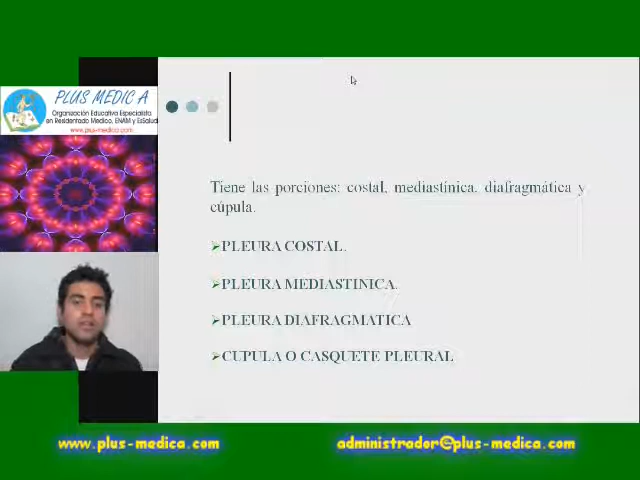 PLUS MEDIC A
Organización Educativa Especialista
en Residentado Medico, ENAM y EsSalud
www.plus-medica.com
Tiene las porciones: costal, mediastínica, diafragmática y
cúpula.
PLEURA COSTAL.
PLEURA MEDIASTINICA.
PLEURA DIAFRAGMATICA
CUPULA O CASQUETE PLEURAL
www.plus-medica.com
administrador@plus-medica.com